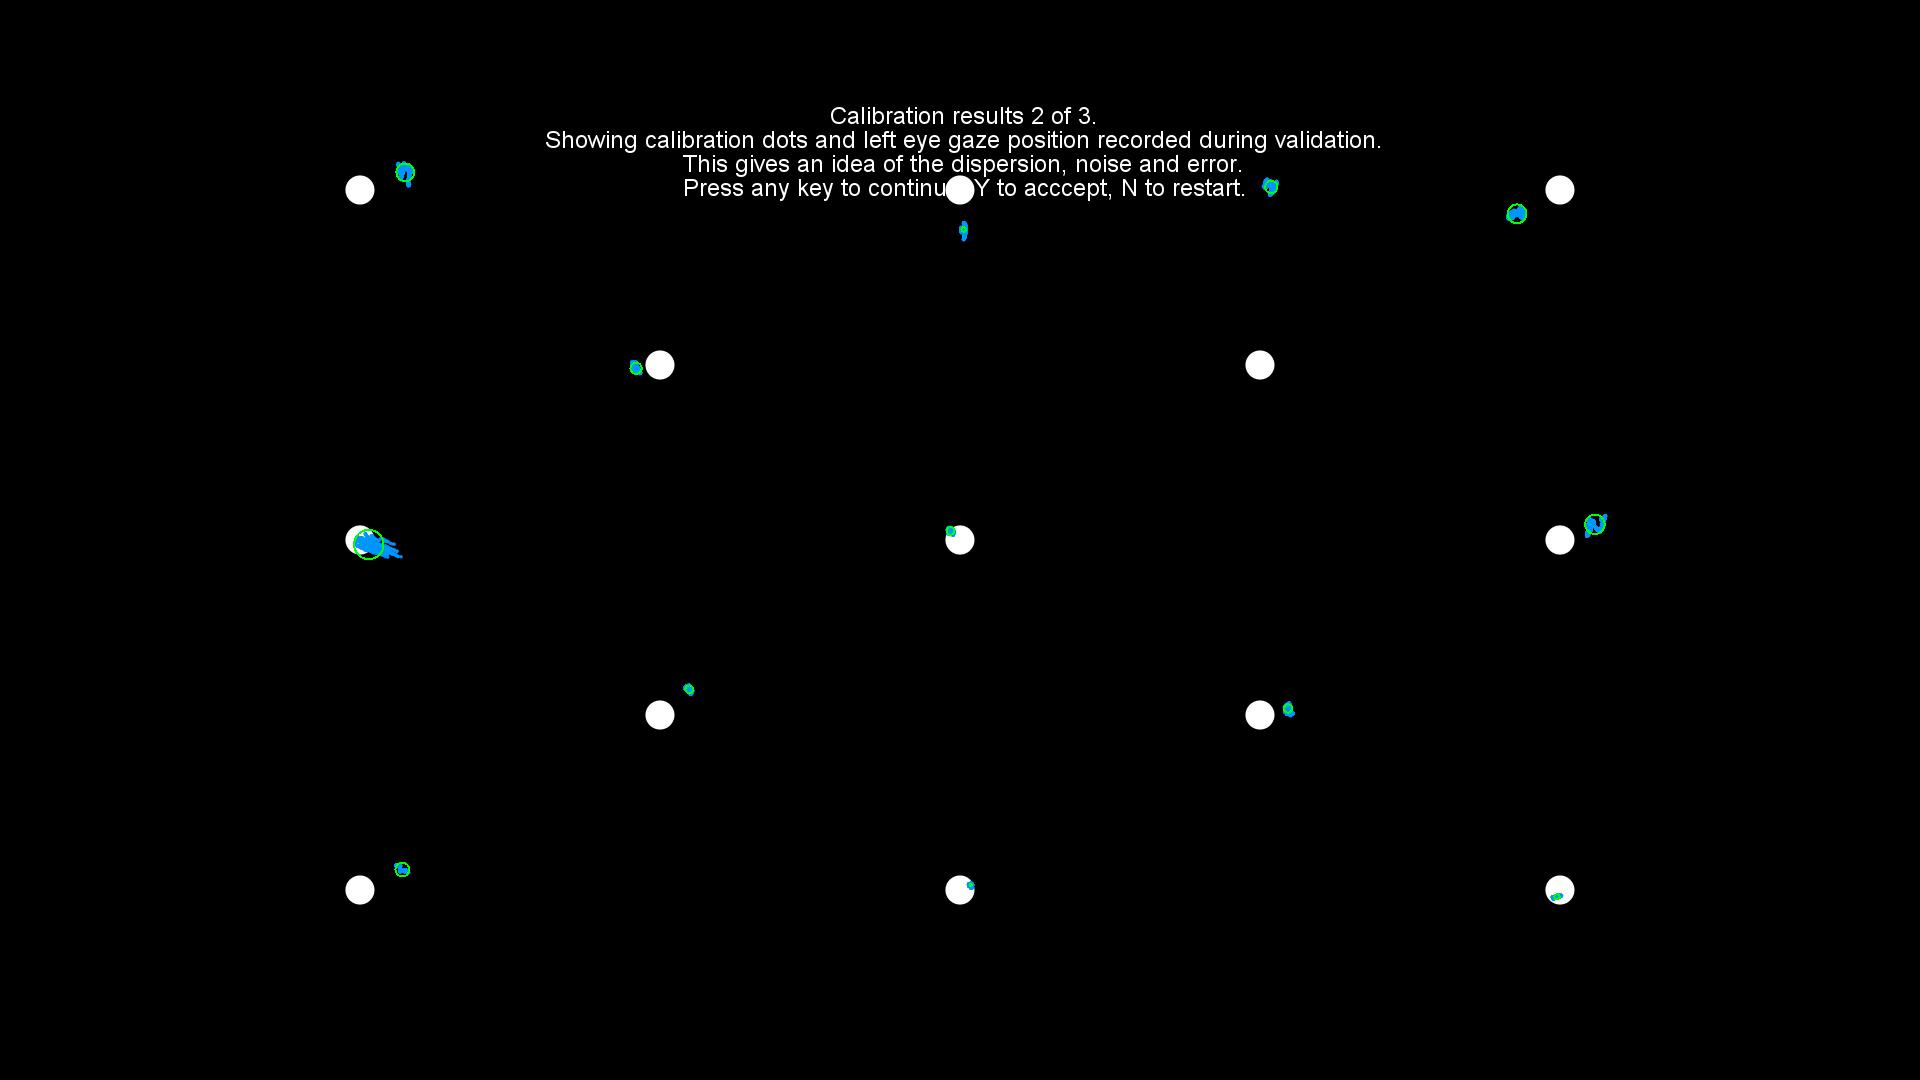 Calibration results 2 of 3.
Showing calibration dots and left eye gaze position recorded during validation.
This gives an idea of the dispersion, noise and error.
Press any key to continu Y to acccept, N to restart.